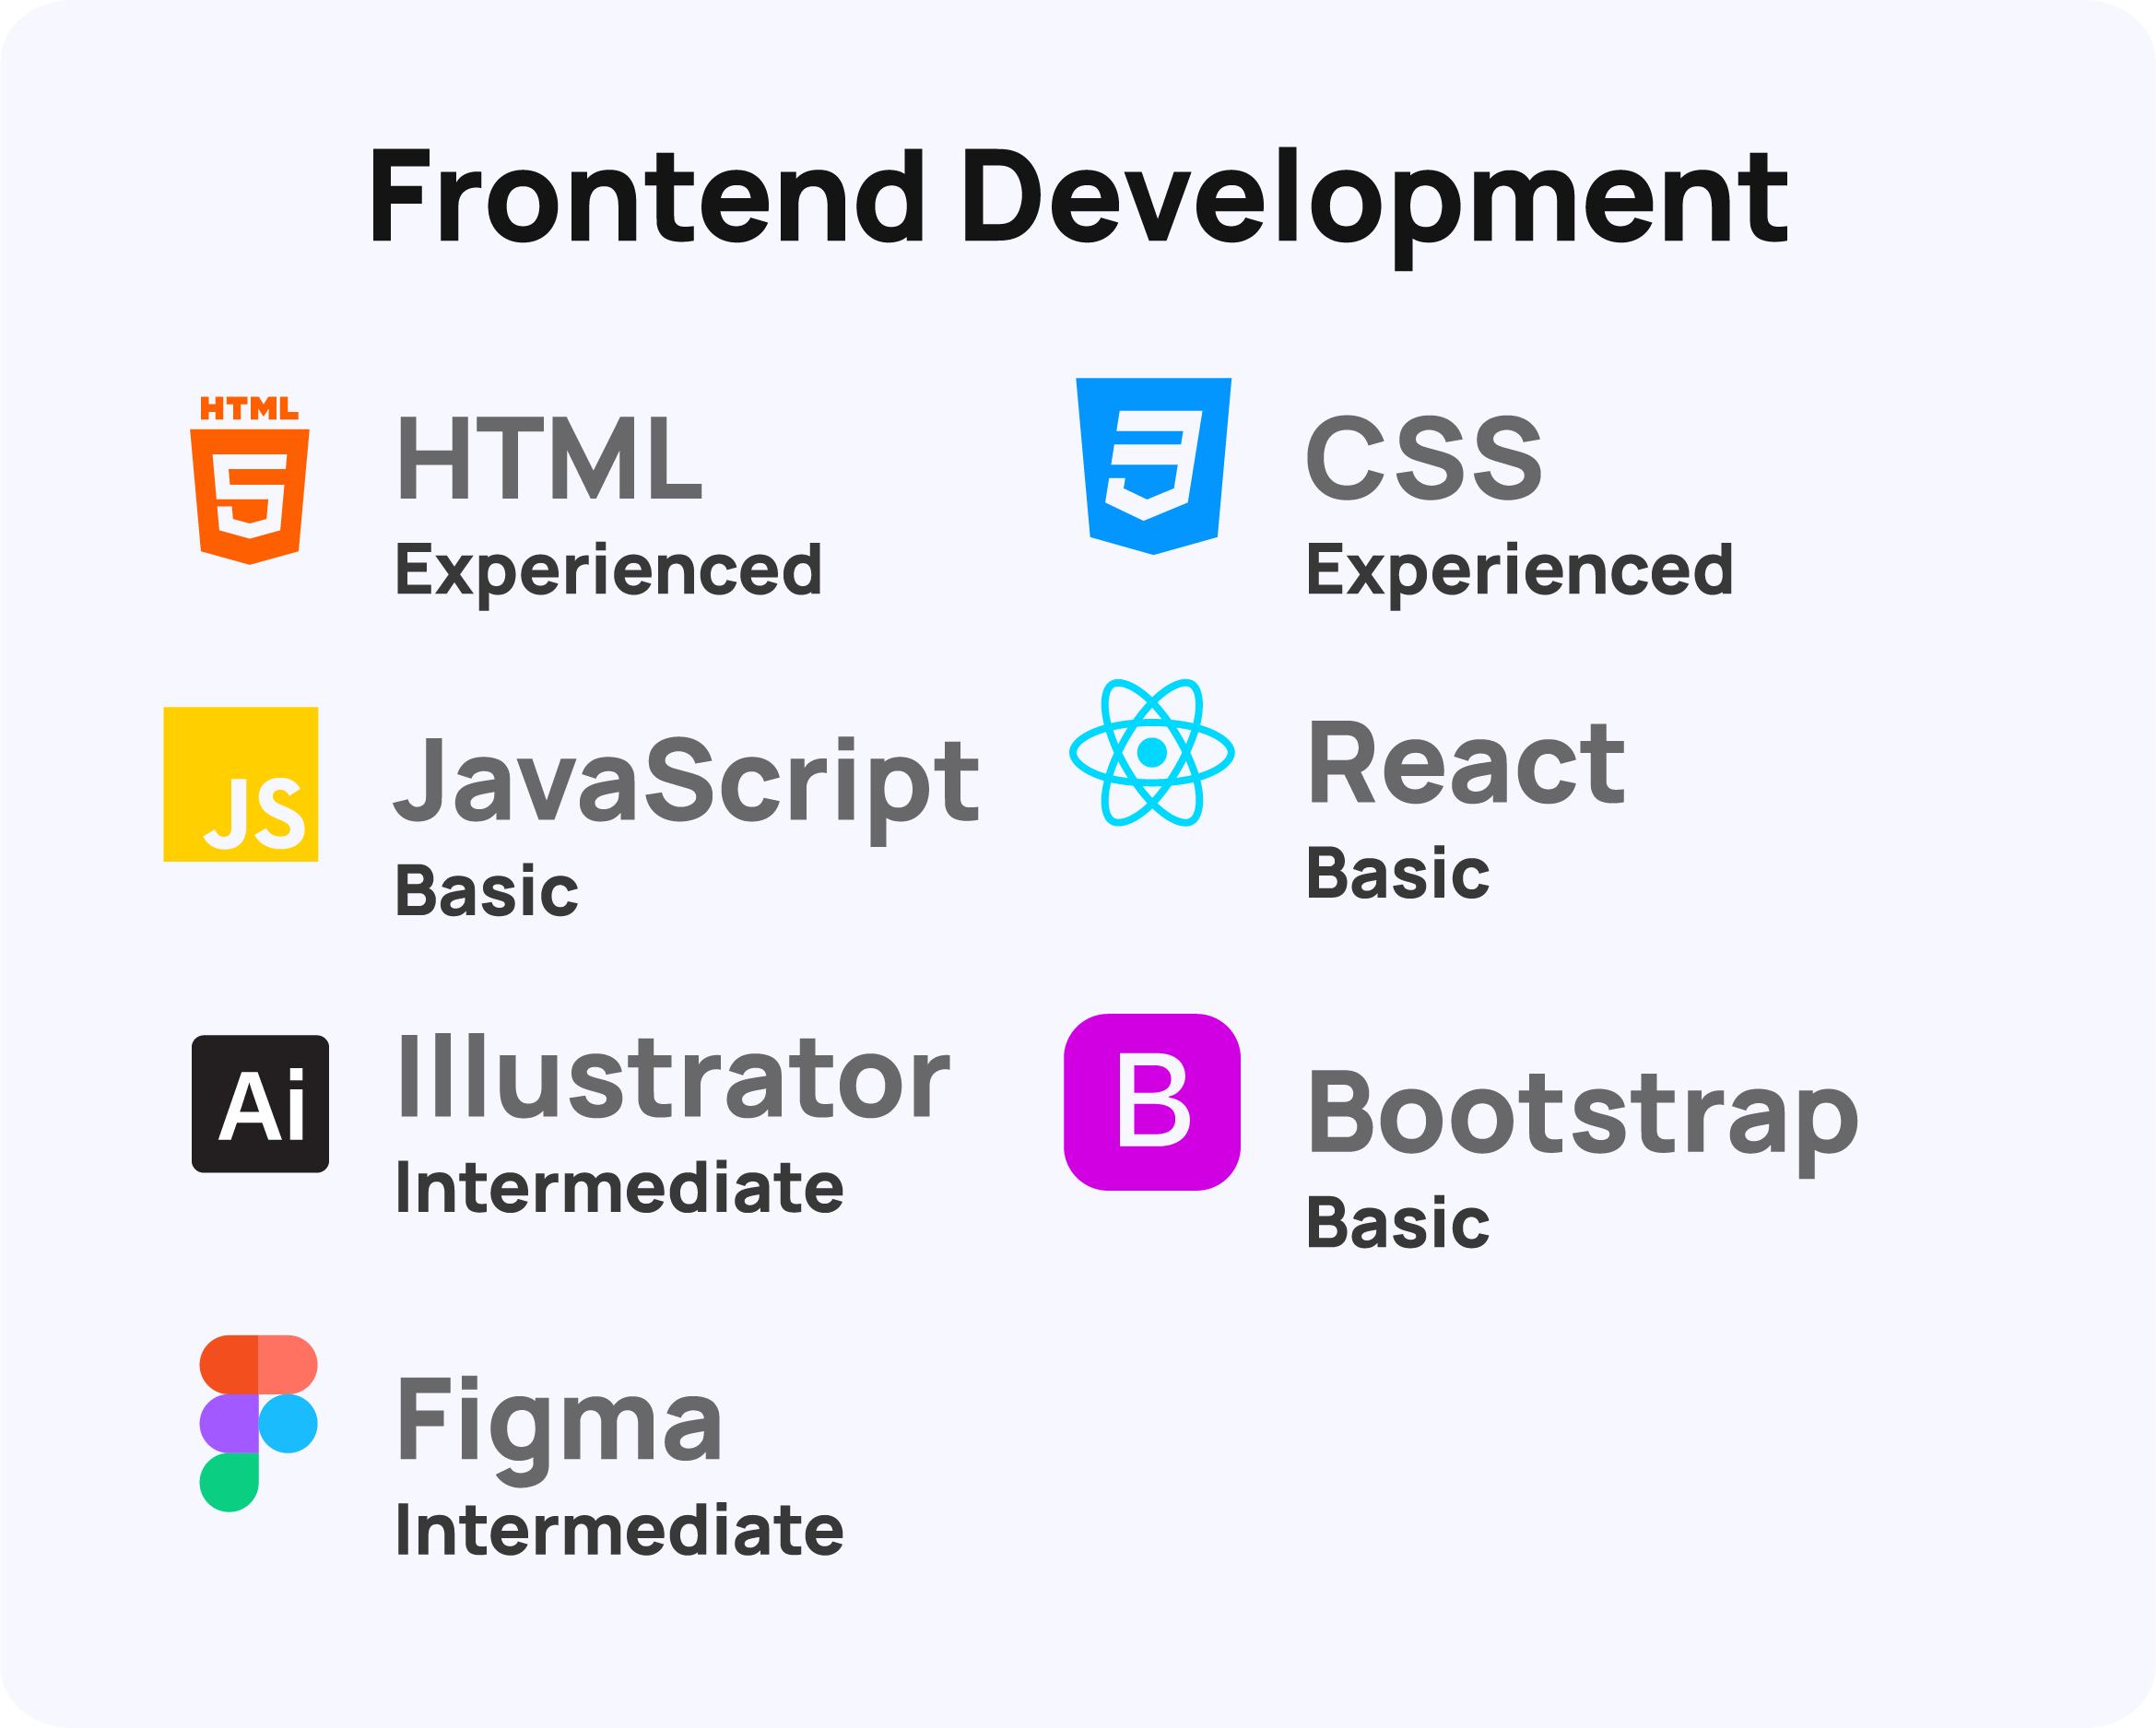 Frontend Development
HTML
HTML
Experienced
CSS
Experienced
JS
JavaScript
Basic
React
Basic
Ai
Illustrator
Intermediate
B
Bootstrap
Basic
Figma
Intermediate